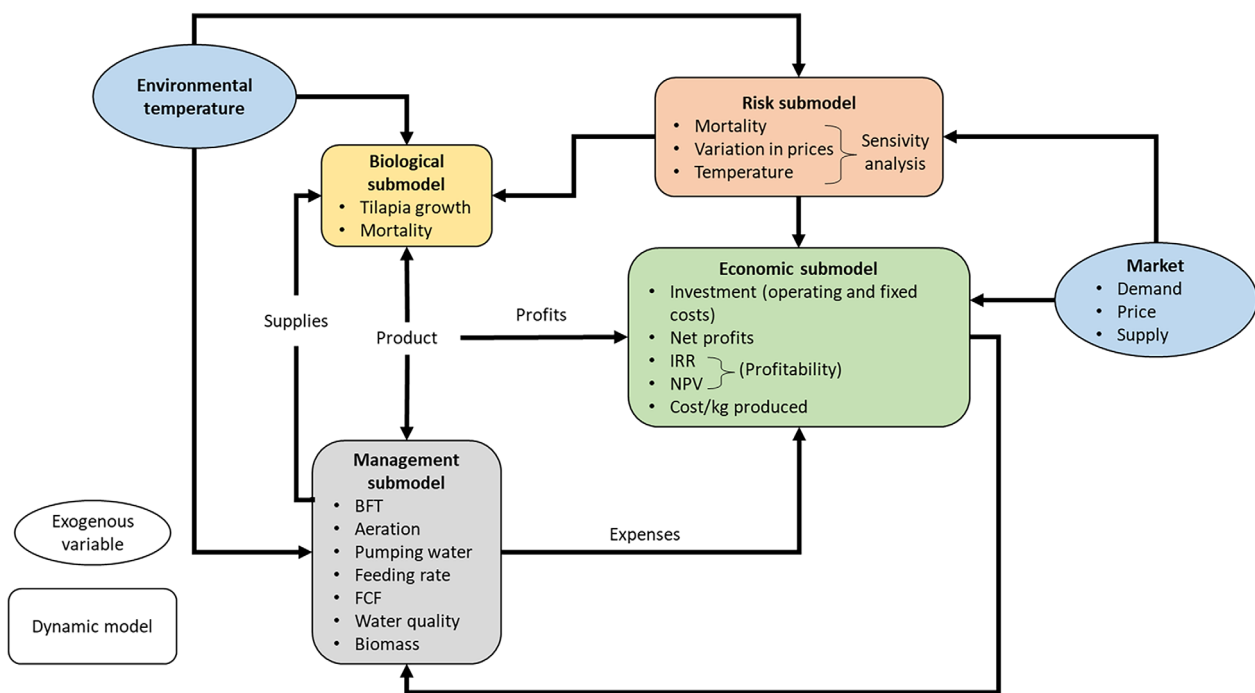 Environmental
temperature
Risk submodel
• Mortality
• Variation in prices
• Temperature
Sensivity
analysis
Biological
submodel
• Tilapia growth
• Mortality
Economic submodel
• Investment (operating and fixed
costs)
• Net profits
• IRR
• NPV
(Profitability)
• Cost/kg produced
Market
• Demand
• Price
• Supply
Supplies
Product
Profits
Management
submodel
• BFT
• Aeration
• Pumping water
• Feeding rate
• FCF
• Water quality
• Biomass
Expenses
Exogenous
variable
Dynamic model